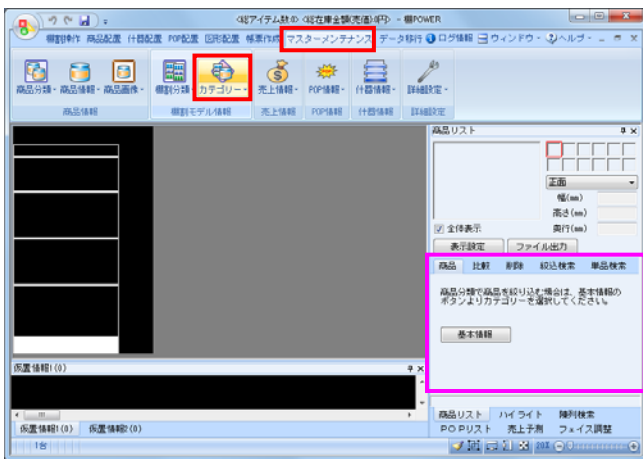 <総アイテム数:0> <総在庫金額(売価):0円> - 棚POWER
棚割操作 商品配置 什器配置 POP配置 図形配置 帳票作成 マスターメンテナンス データ移行 ログ情報 ウィンドウ ヘルプ
商品分類 商品情報 商品画像 棚割分類 カテゴリー 売上情報 POP情報 什器情報 詳細設定
商品情報 棚割モデル情報 売上情報 POP情報 什器情報 詳細設定
商品リスト
正面
幅(mm)
高さ(mm)
全体表示 奥行(mm)
表示設定 ファイル出力
商品 比較 削除 絞込検索 単品検索
商品分類で商品を絞り込む場合は、基本情報の
ボタンよりカテゴリーを選択してください。
基本情報
仮置情報1(0)
仮置情報1(0) 仮置情報2(0)
商品リスト ハイライト 陳列検索
POPリスト 売上予測 フェイス調整
1台
20%